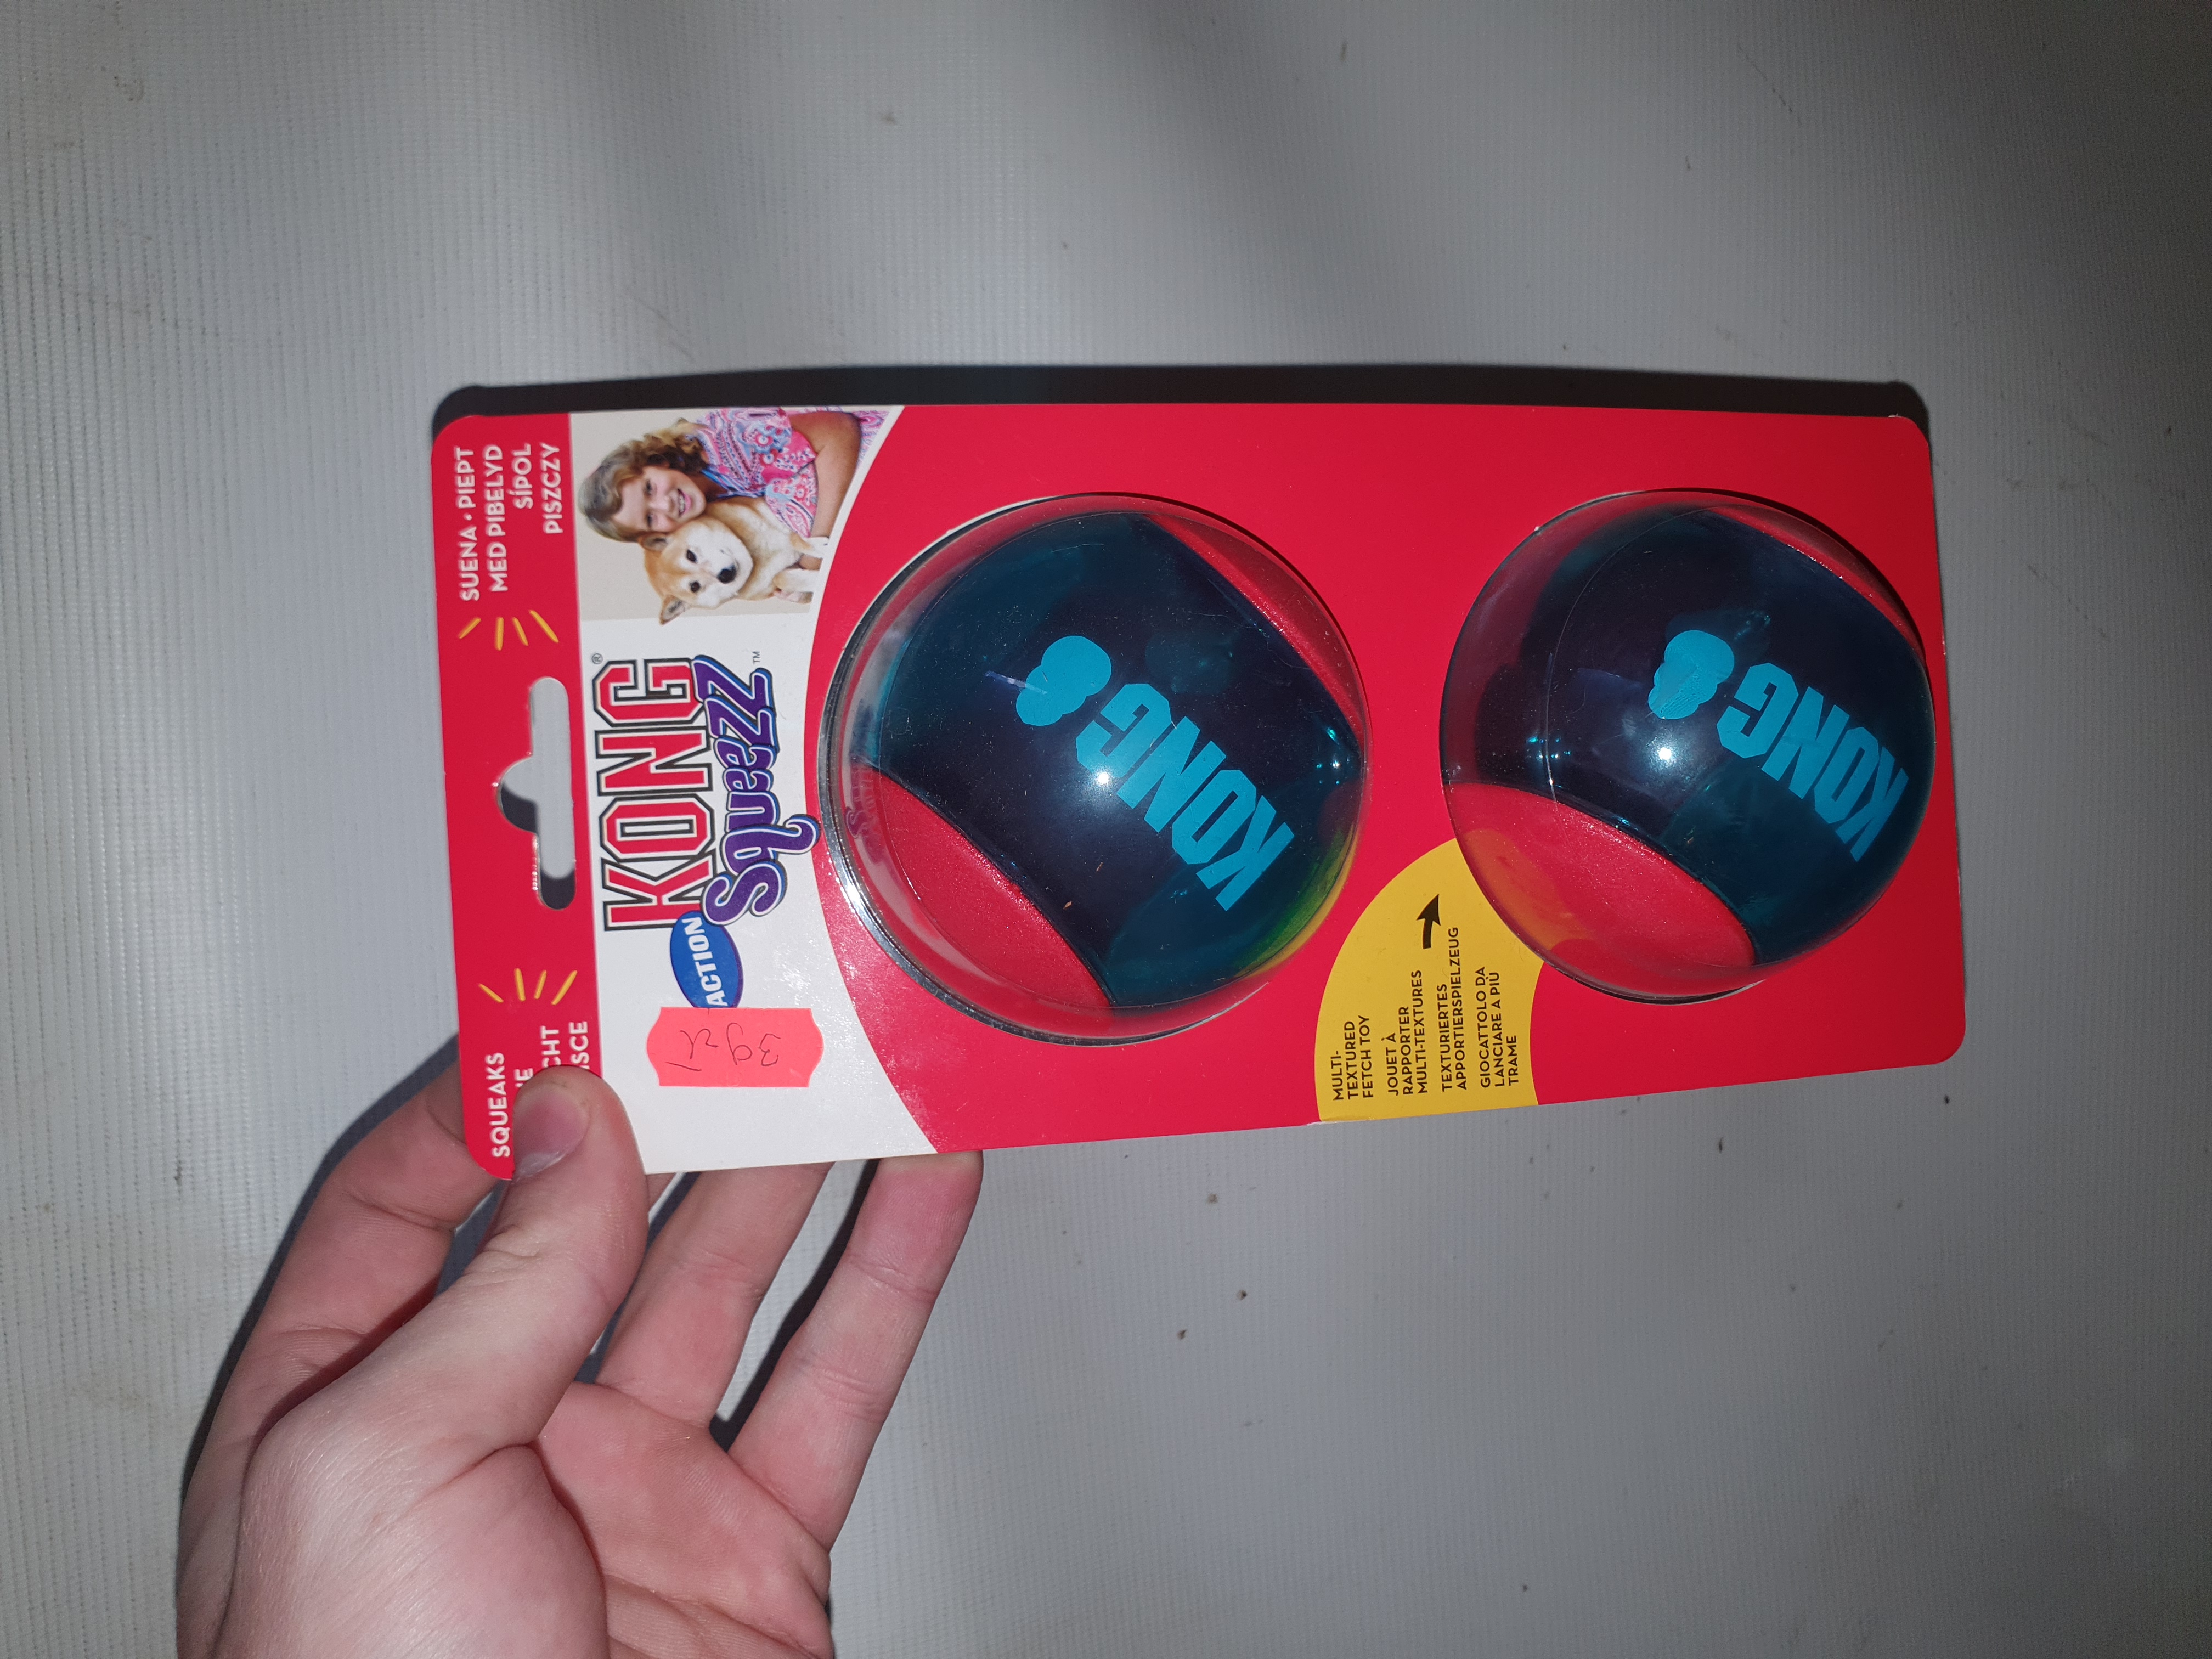 SQUEAKS
SUENA • PIEPT
MED PIBELYD
SÍPOL
PISZCZY
KONG®
ACTION
Squeezz™
KONG
KONG
MULTI-
TEXTURED
FETCH TOY
JOUET À
RAPPORTER
MULTI-TEXTURES
TEXTURIERTES
APPORTIERSPIELZEUG
GIOCATTOLO DA
LANCIARE A PIÙ
TRAME